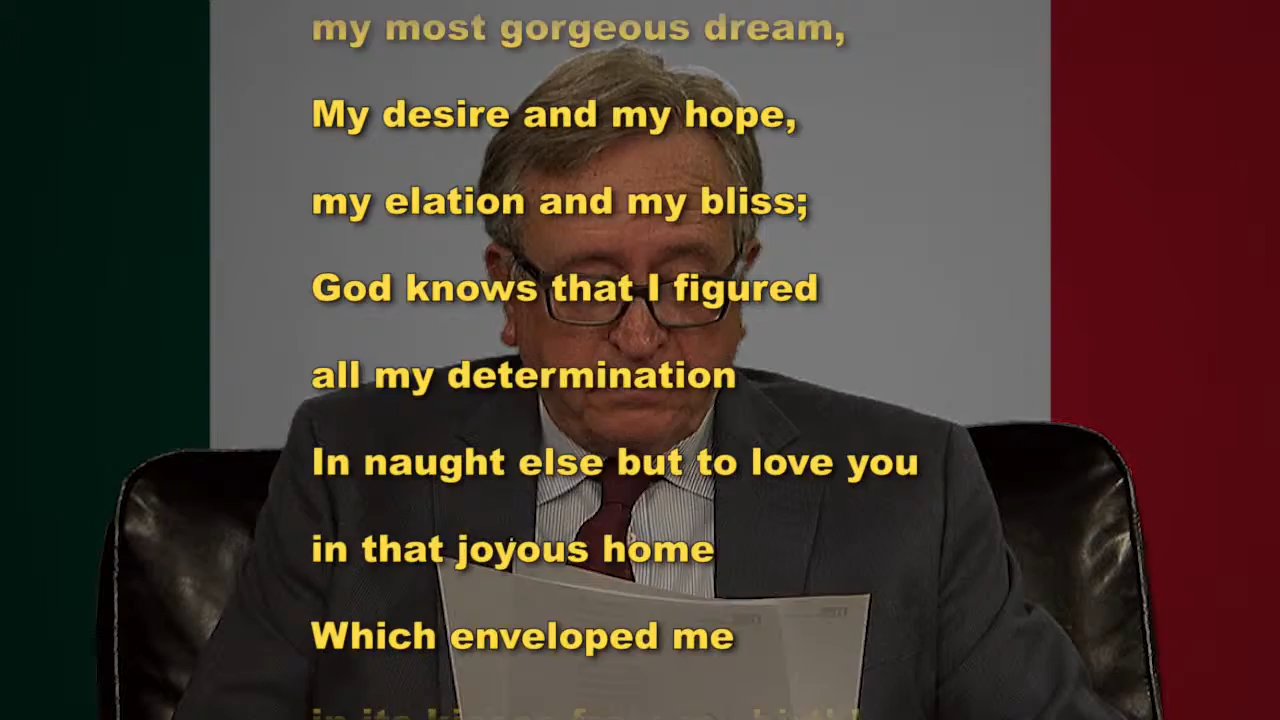 my most gorgeous dream,
My desire and my hope,
my elation and my bliss;
God knows that I figured
all my determination
In naught else but to love you
in that joyous home
Which enveloped me